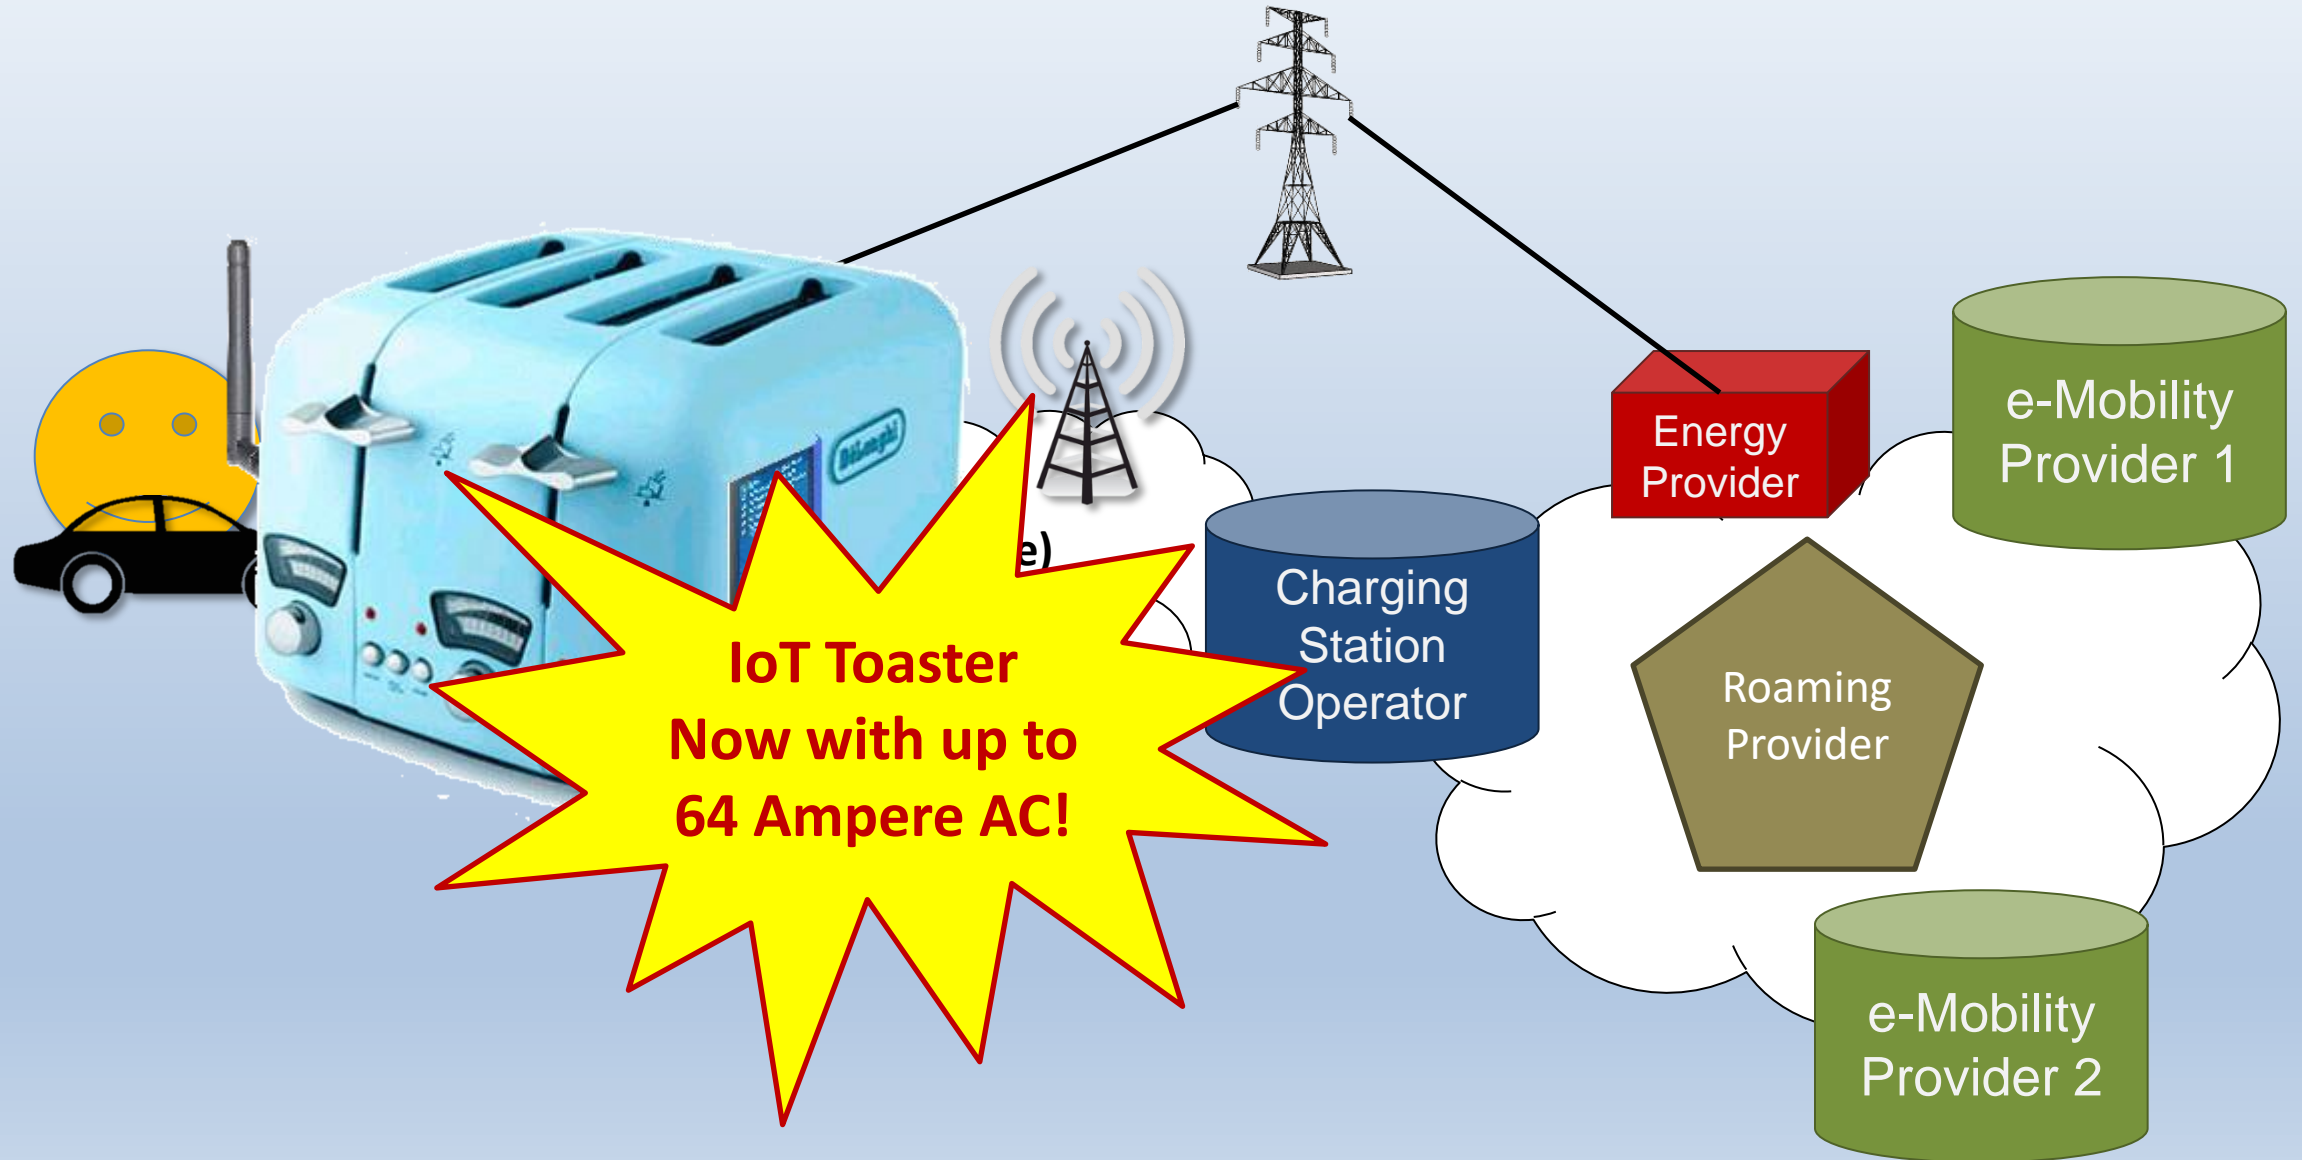 DeLonghi
e)
IoT Toaster
Now with up to
64 Ampere AC!
Charging
Station
Operator
Energy
Provider
e-Mobility
Provider 1
Roaming
Provider
e-Mobility
Provider 2